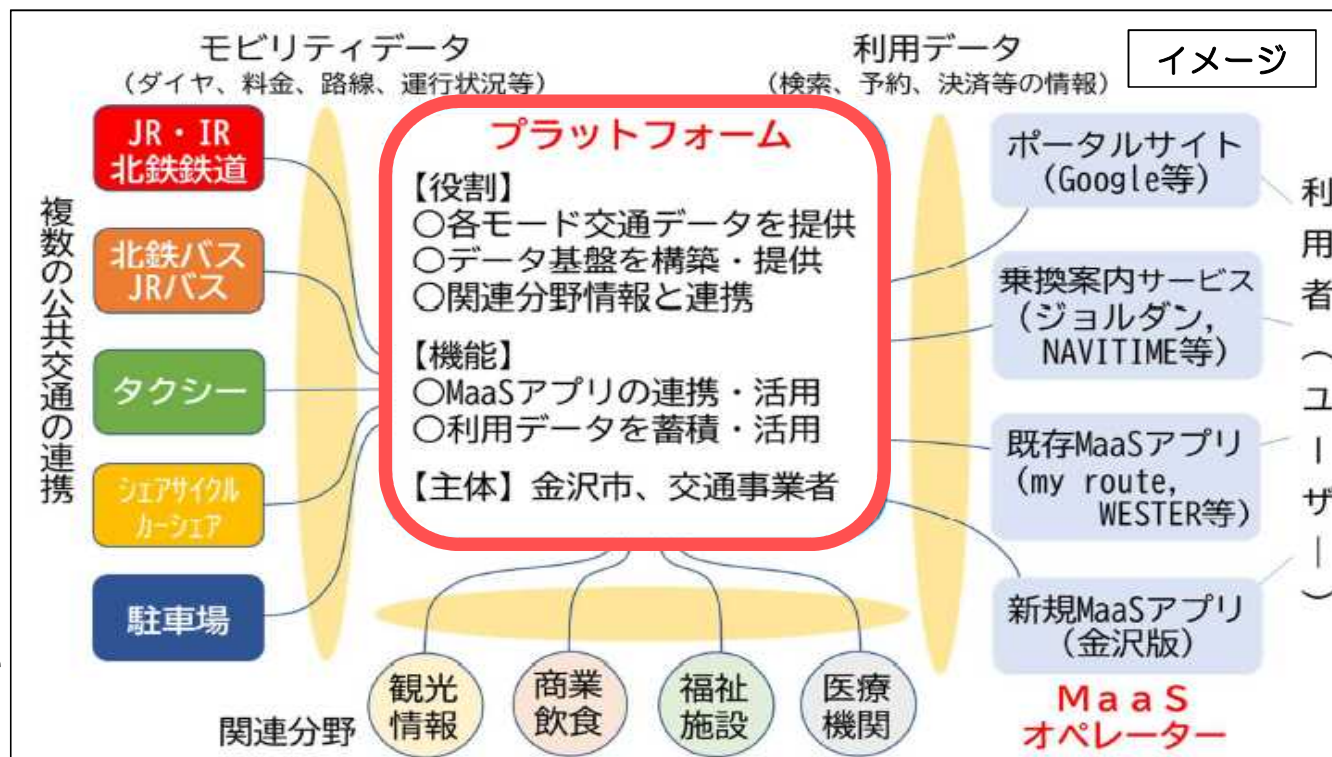 モビリティデータ
(ダイヤ、料金、路線、運行状況等)
利用データ
(検索、予約、決済等の情報)
イメージ
複数の公共交通の連携
JR・IR
北鉄鉄道
北鉄バス
JRバス
タクシー
シェアサイクル
カーシェア
駐車場
プラットフォーム
【役割】
○各モード交通データを提供
○データ基盤を構築・提供
○関連分野情報と連携
【機能】
○MaaSアプリの連携・活用
○利用データを蓄積・活用
【主体】金沢市、交通事業者
ポータルサイト
(Google等)
乗換案内サービス
(ジョルダン,
NAVITIME等)
既存MaaSアプリ
(my route,
WESTER等)
新規MaaSアプリ
(金沢版)
MaaS
オペレーター
利用者(ユーザー)
関連分野
観光
情報
商業
飲食
福祉
施設
医療
機関